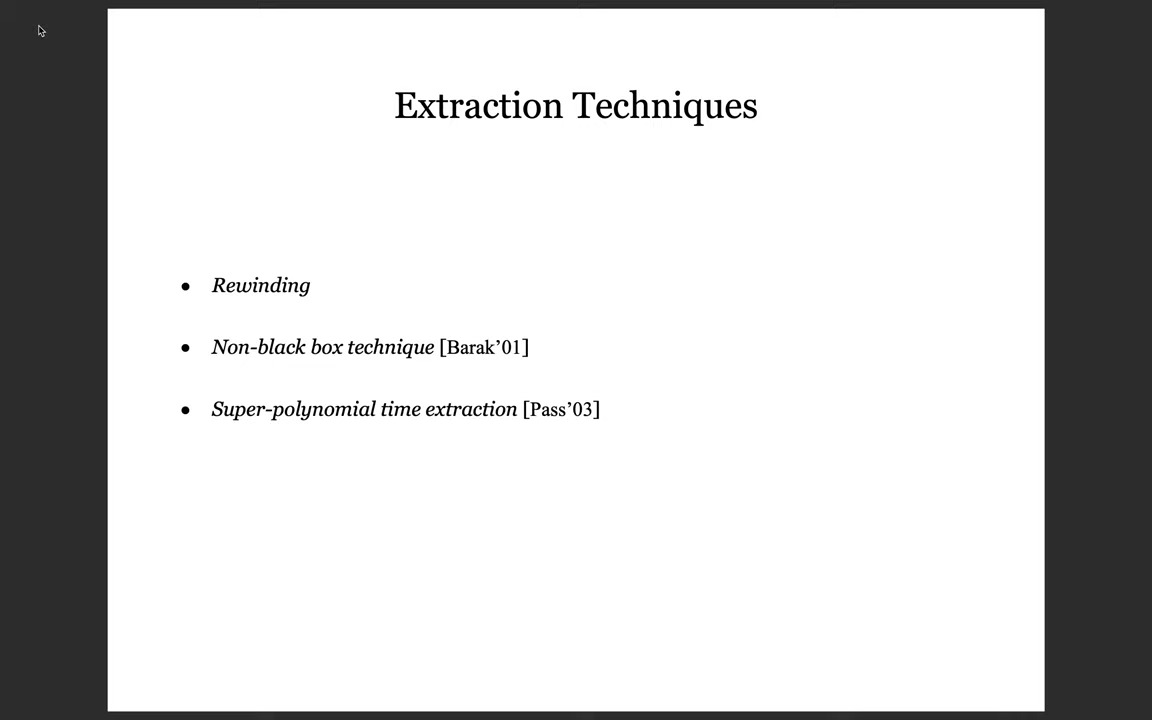 Extraction Techniques
● Rewinding
● Non-black box technique [Barak’01]
● Super-polynomial time extraction [Pass’03]